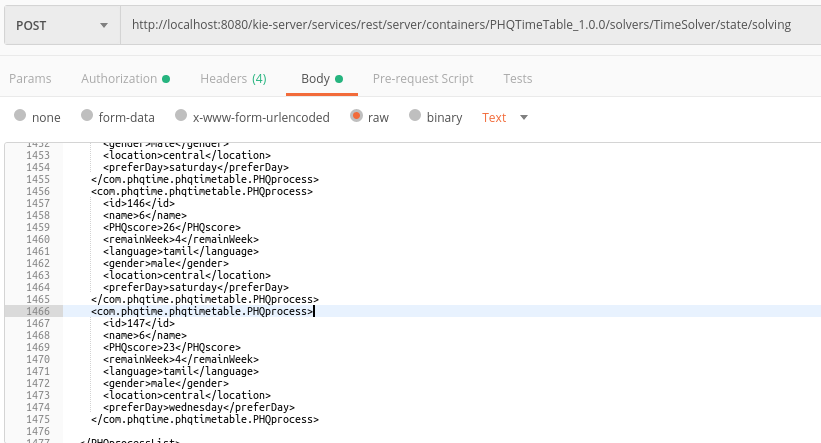 POST http://localhost:8080/kie-server/services/rest/server/containers/PHQTimeTable_1.0.0/solvers/TimeSolver/state/solving
Params Authorization Headers (4) Body Pre-request Script Tests
none form-data x-www-form-urlencoded raw binary Text
1452 <gender>male</gender>
1453 <location>central</location>
1454 <preferDay>saturday</preferDay>
1455 </com.phqtime.phqtimetable.PHQprocess>
1456 <com.phqtime.phqtimetable.PHQprocess>
1457 <id>146</id>
1458 <name>6</name>
1459 <PHQscore>26</PHQscore>
1460 <remainWeek>4</remainWeek>
1461 <language>tamil</language>
1462 <gender>male</gender>
1463 <location>central</location>
1464 <preferDay>saturday</preferDay>
1465 </com.phqtime.phqtimetable.PHQprocess>
1466 <com.phqtime.phqtimetable.PHQprocess>
1467 <id>147</id>
1468 <name>6</name>
1469 <PHQscore>23</PHQscore>
1470 <remainWeek>4</remainWeek>
1471 <language>tamil</language>
1472 <gender>male</gender>
1473 <location>central</location>
1474 <preferDay>wednesday</preferDay>
1475 </com.phqtime.phqtimetable.PHQprocess>
1476
1477 </PHQprocessList>